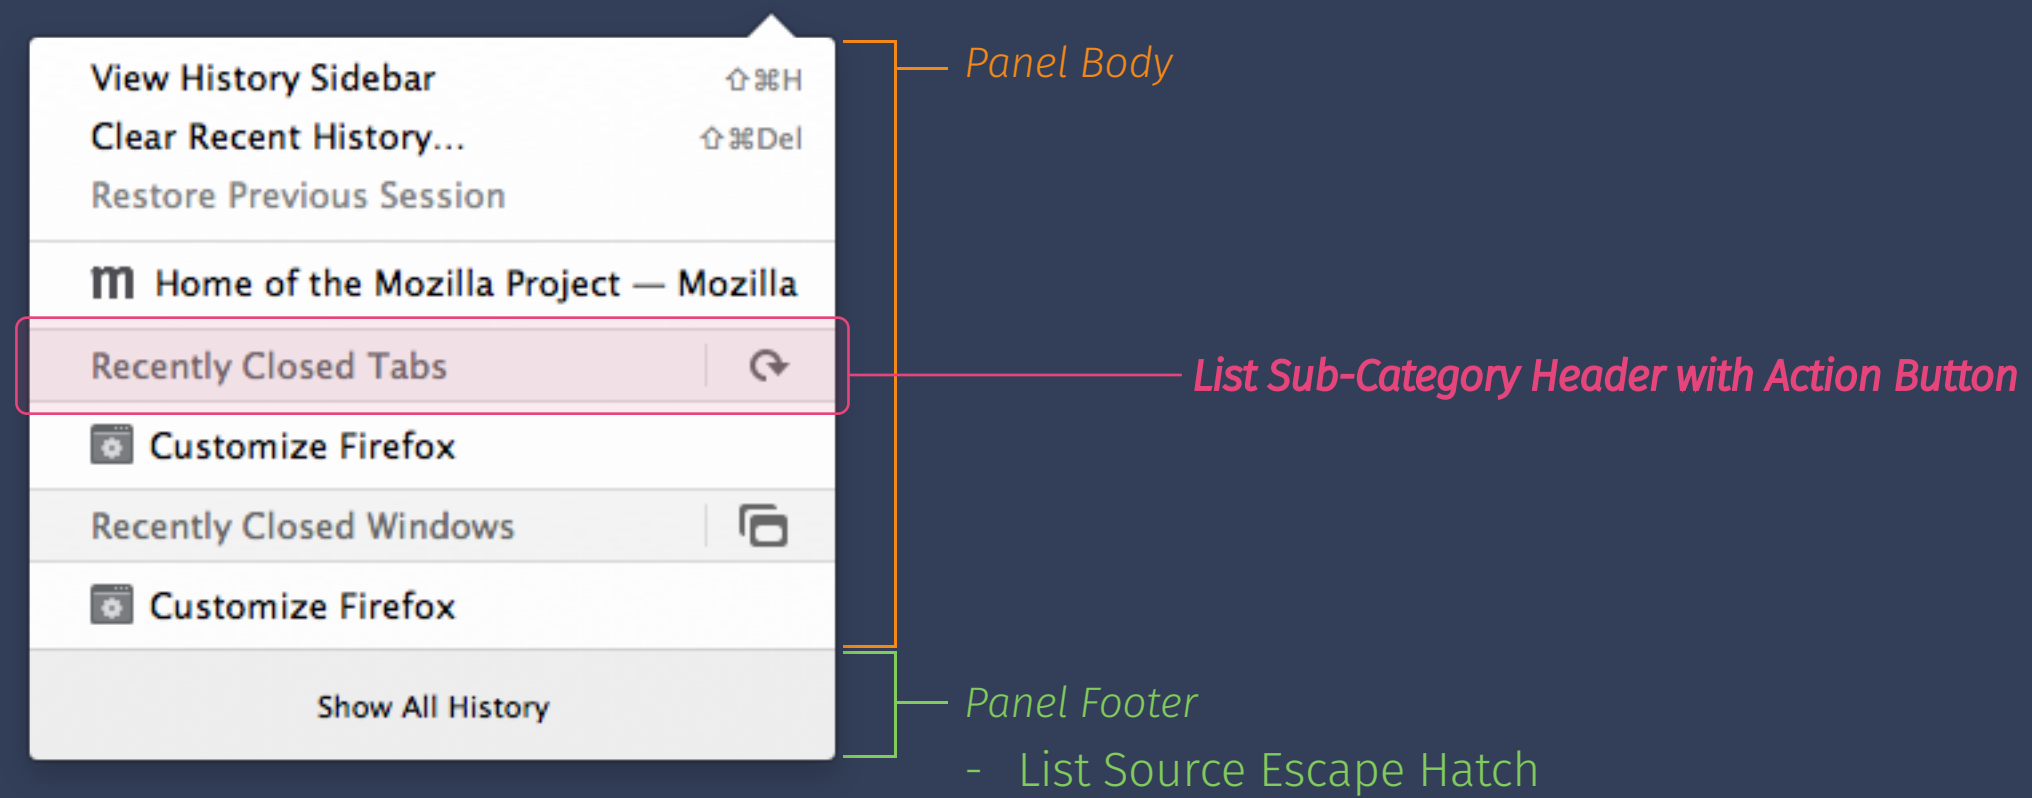 View History Sidebar ⇧⌘H
Clear Recent History... ⇧⌘Del
Restore Previous Session
m Home of the Mozilla Project — Mozilla
Recently Closed Tabs
Customize Firefox
Recently Closed Windows
Customize Firefox
Show All History
Panel Body
List Sub-Category Header with Action Button
Panel Footer
- List Source Escape Hatch